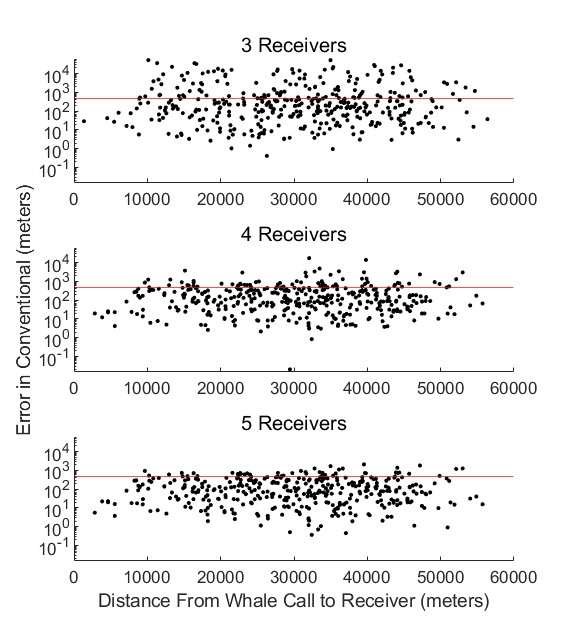 3 Receivers
10^4
10^3
10^2
10^1
10^0
10^-1
0 10000 20000 30000 40000 50000 60000
4 Receivers
10^4
10^3
10^2
10^1
10^0
10^-1
0 10000 20000 30000 40000 50000 60000
5 Receivers
10^4
10^3
10^2
10^1
10^0
10^-1
0 10000 20000 30000 40000 50000 60000
Error in Conventional (meters)
Distance From Whale Call to Receiver (meters)